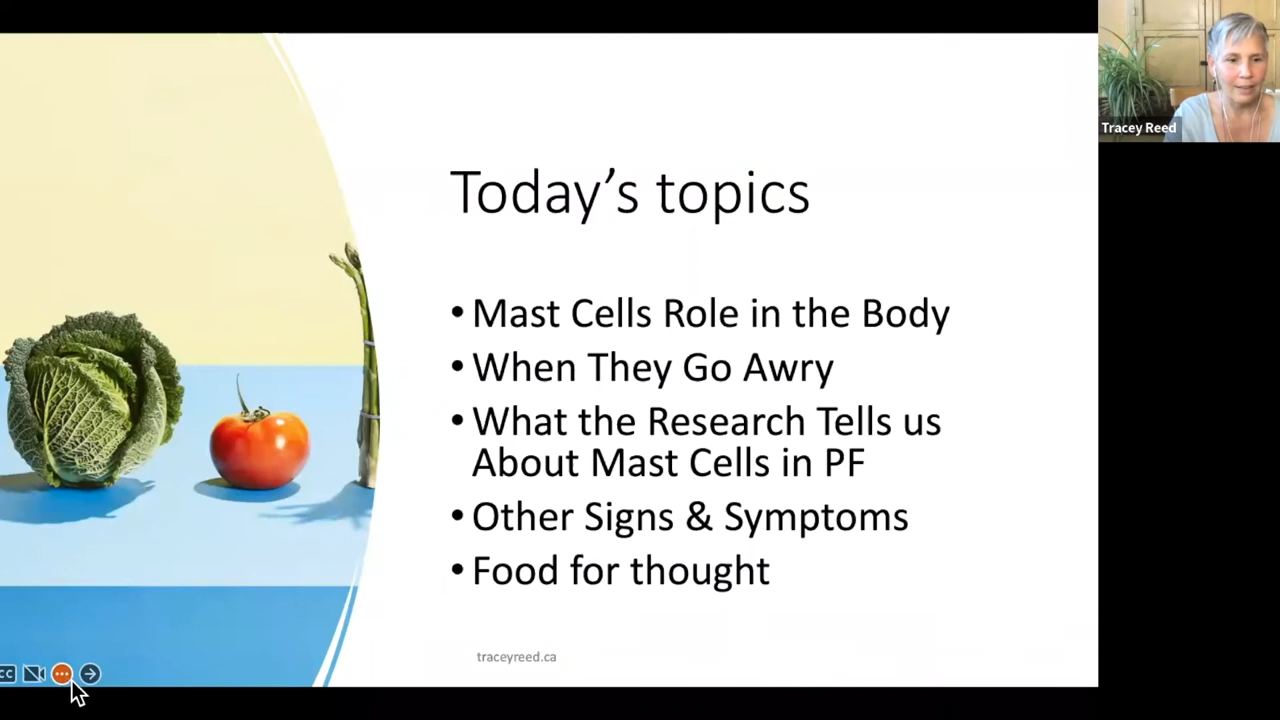 Today’s topics
• Mast Cells Role in the Body
• When They Go Awry
• What the Research Tells us
About Mast Cells in PF
• Other Signs & Symptoms
• Food for thought
traceyreed.ca
Tracey Reed
CC